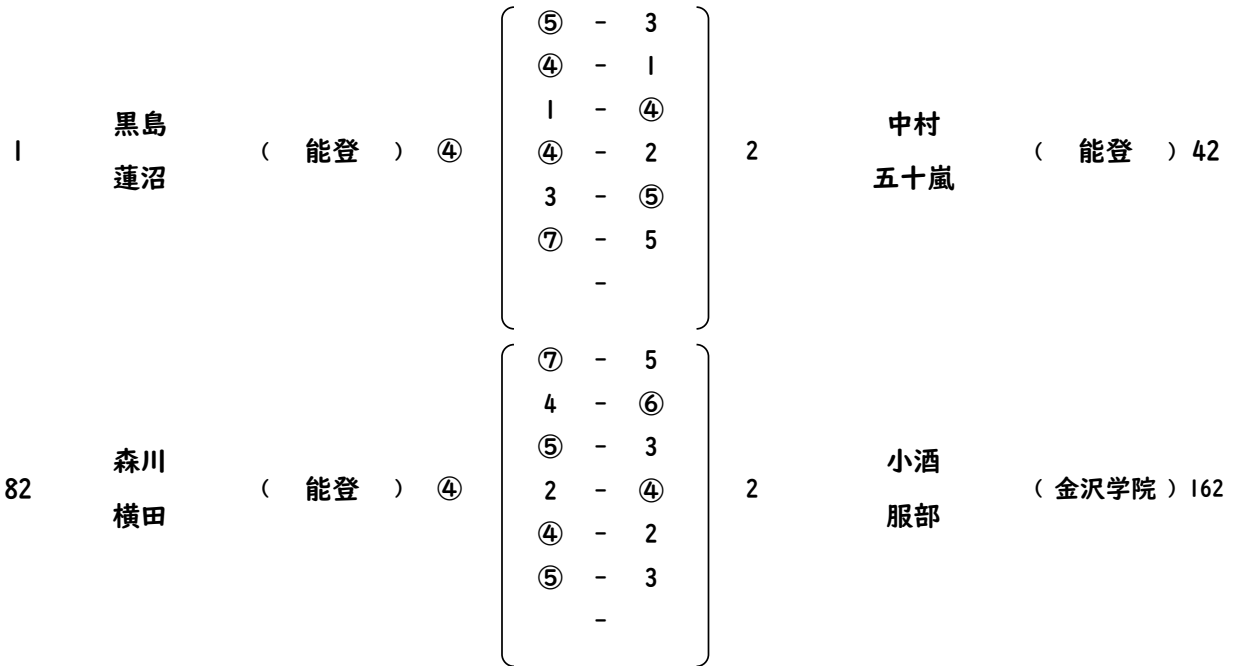 ⑤ - 3
④ - 1
1 - ④
1 黒島 蓮沼 ( 能登 ) ④ ④ - 2 2 中村 五十嵐 ( 能登 ) 42
3 - ⑤
⑦ - 5
-
⑦ - 5
4 - ⑥
⑤ - 3
82 森川 横田 ( 能登 ) ④ 2 - ④ 2 小酒 服部 ( 金沢学院 ) 162
④ - 2
⑤ - 3
-